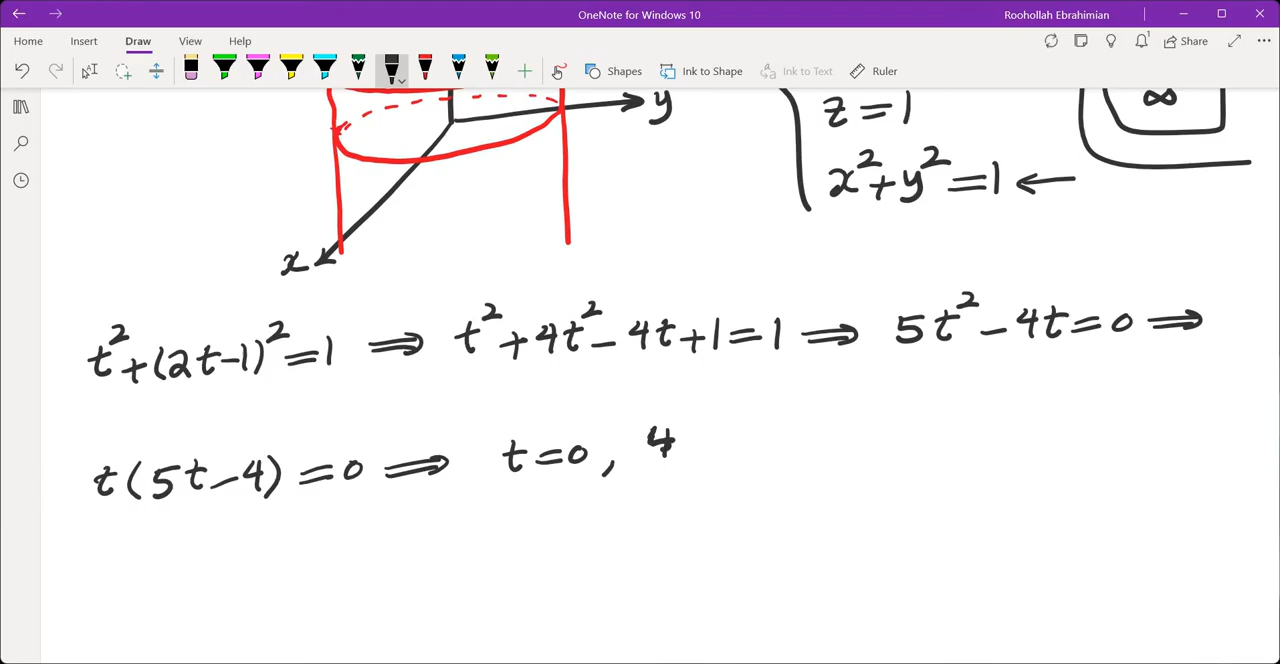 OneNote for Windows 10
Roohollah Ebrahimian
Home Insert Draw View Help
Share
Shapes Ink to Shape Ink to Text Ruler
y
z = 1
∞
x² + y² = 1 ←
x
t² + (2t-1)² = 1 ⟹ t² + 4t² - 4t + 1 = 1 ⟹ 5t² - 4t = 0 ⟹
t(5t-4) = 0 ⟹ t = 0, 4